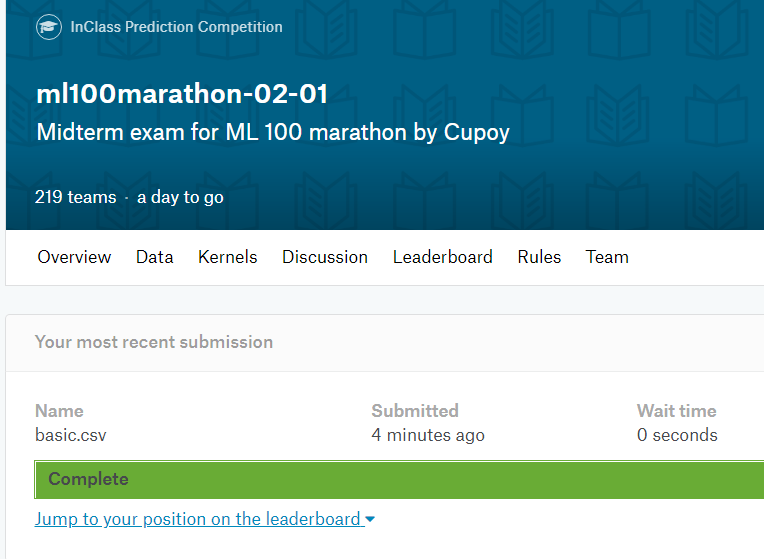 InClass Prediction Competition
ml100marathon-02-01
Midterm exam for ML 100 marathon by Cupoy
219 teams · a day to go
Overview Data Kernels Discussion Leaderboard Rules Team
Your most recent submission
Name Submitted Wait time
basic.csv 4 minutes ago 0 seconds
Complete
Jump to your position on the leaderboard